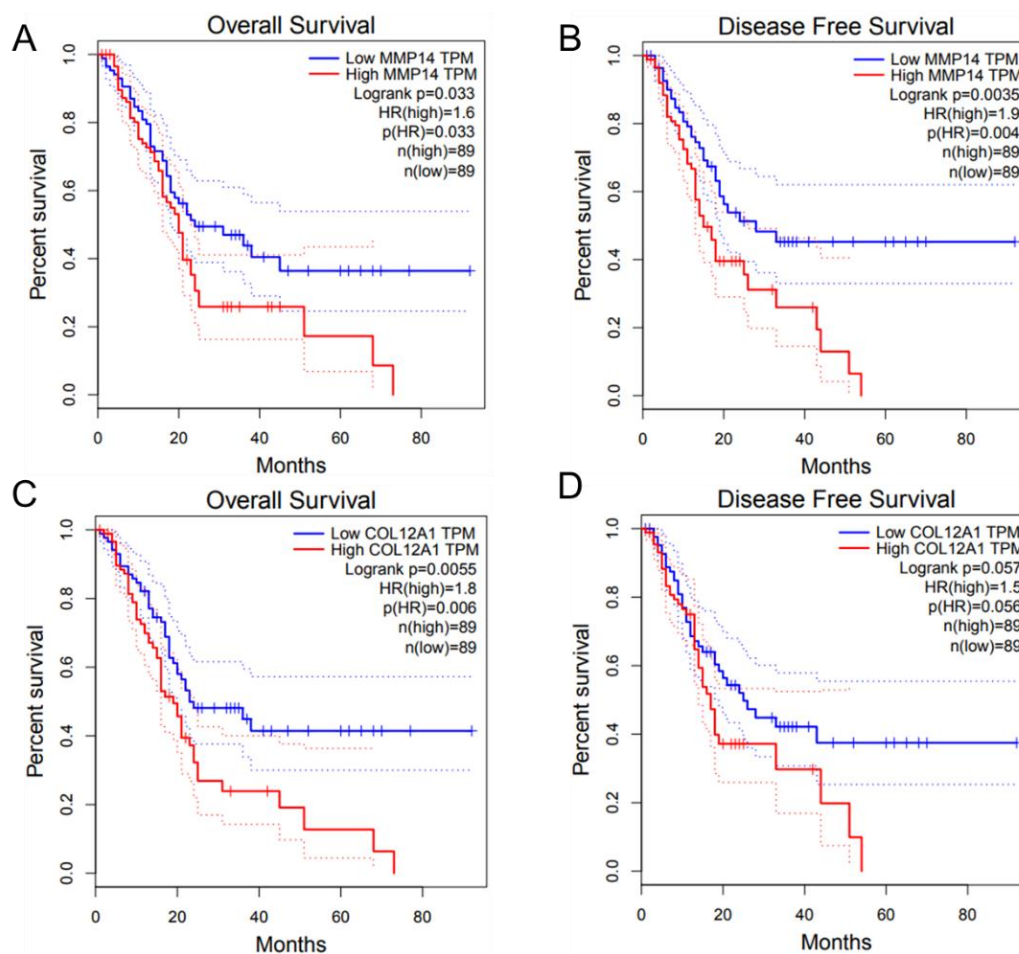 A
Overall Survival
Low MMP14 TPM
High MMP14 TPM
Logrank p=0.033
HR(high)=1.6
p(HR)=0.033
n(high)=89
n(low)=89
Percent survival
1.0
0.8
0.6
0.4
0.2
0.0
0 20 40 60 80
Months
B
Disease Free Survival
Low MMP14 TPM
High MMP14 TPM
Logrank p=0.0035
HR(high)=1.9
p(HR)=0.004
n(high)=89
n(low)=89
Percent survival
1.0
0.8
0.6
0.4
0.2
0.0
0 20 40 60 80
Months
C
Overall Survival
Low COL12A1 TPM
High COL12A1 TPM
Logrank p=0.0055
HR(high)=1.8
p(HR)=0.006
n(high)=89
n(low)=89
Percent survival
1.0
0.8
0.6
0.4
0.2
0.0
0 20 40 60 80
Months
D
Disease Free Survival
Low COL12A1 TPM
High COL12A1 TPM
Logrank p=0.057
HR(high)=1.5
p(HR)=0.056
n(high)=89
n(low)=89
Percent survival
1.0
0.8
0.6
0.4
0.2
0.0
0 20 40 60 80
Months